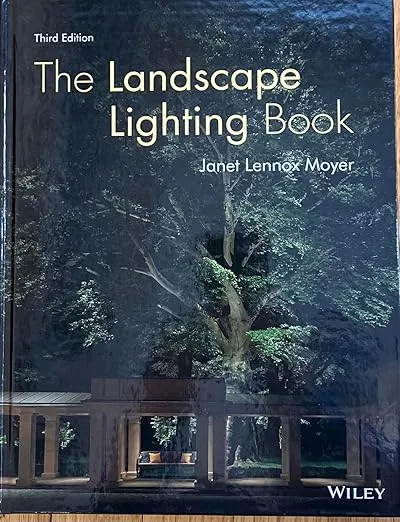 Third Edition
The Landscape
Lighting Book
Janet Lennox Moyer
WILEY